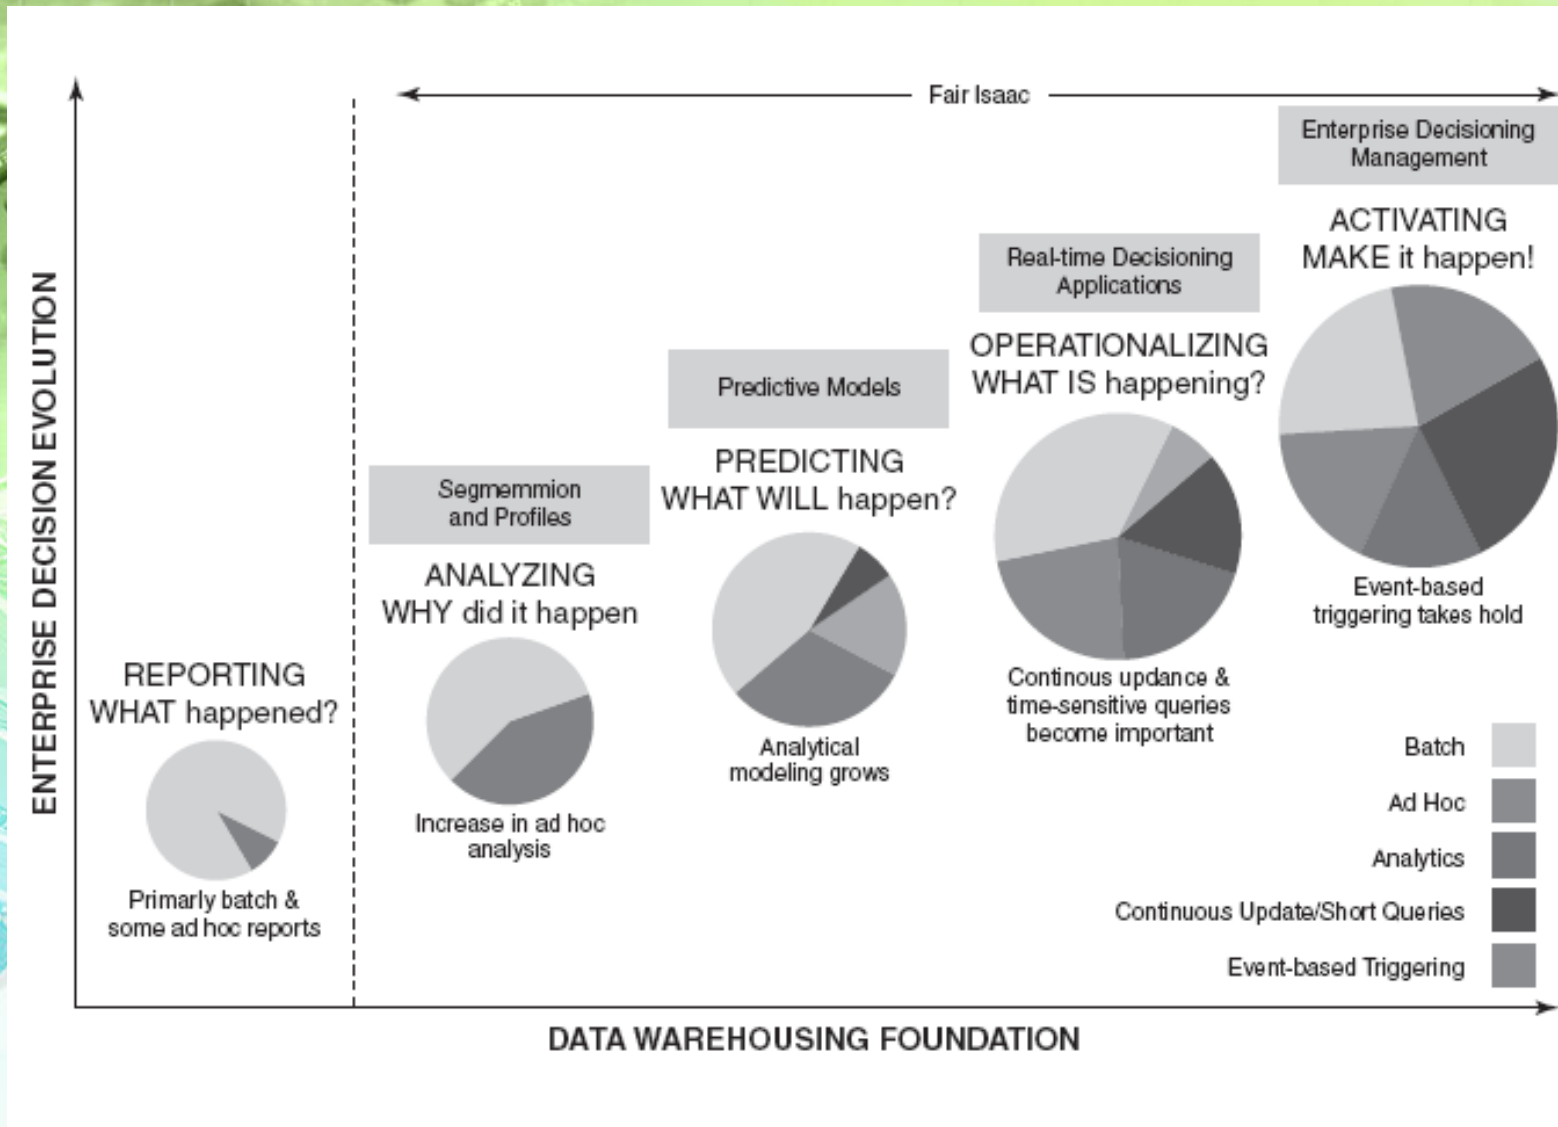 Fair Isaac
Enterprise Decisioning
Management
ACTIVATING
MAKE it happen!
Event-based
triggering takes hold
Real-time Decisioning
Applications
OPERATIONALIZING
WHAT IS happening?
Continous updance &
time-sensitive queries
become important
Predictive Models
PREDICTING
WHAT WILL happen?
Analytical
modeling grows
Segmemmion
and Profiles
ANALYZING
WHY did it happen
Increase in ad hoc
analysis
REPORTING
WHAT happened?
Primarly batch &
some ad hoc reports
ENTERPRISE DECISION EVOLUTION
Batch
Ad Hoc
Analytics
Continuous Update/Short Queries
Event-based Triggering
DATA WAREHOUSING FOUNDATION